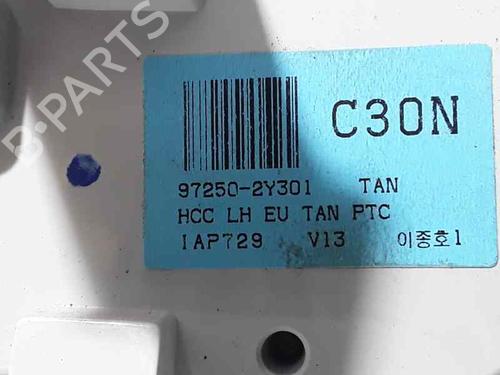 B-PARTS
C30N
97250-2Y301 TAN
HCC LH EU TAN PTC
IAP729 V13 이종호1